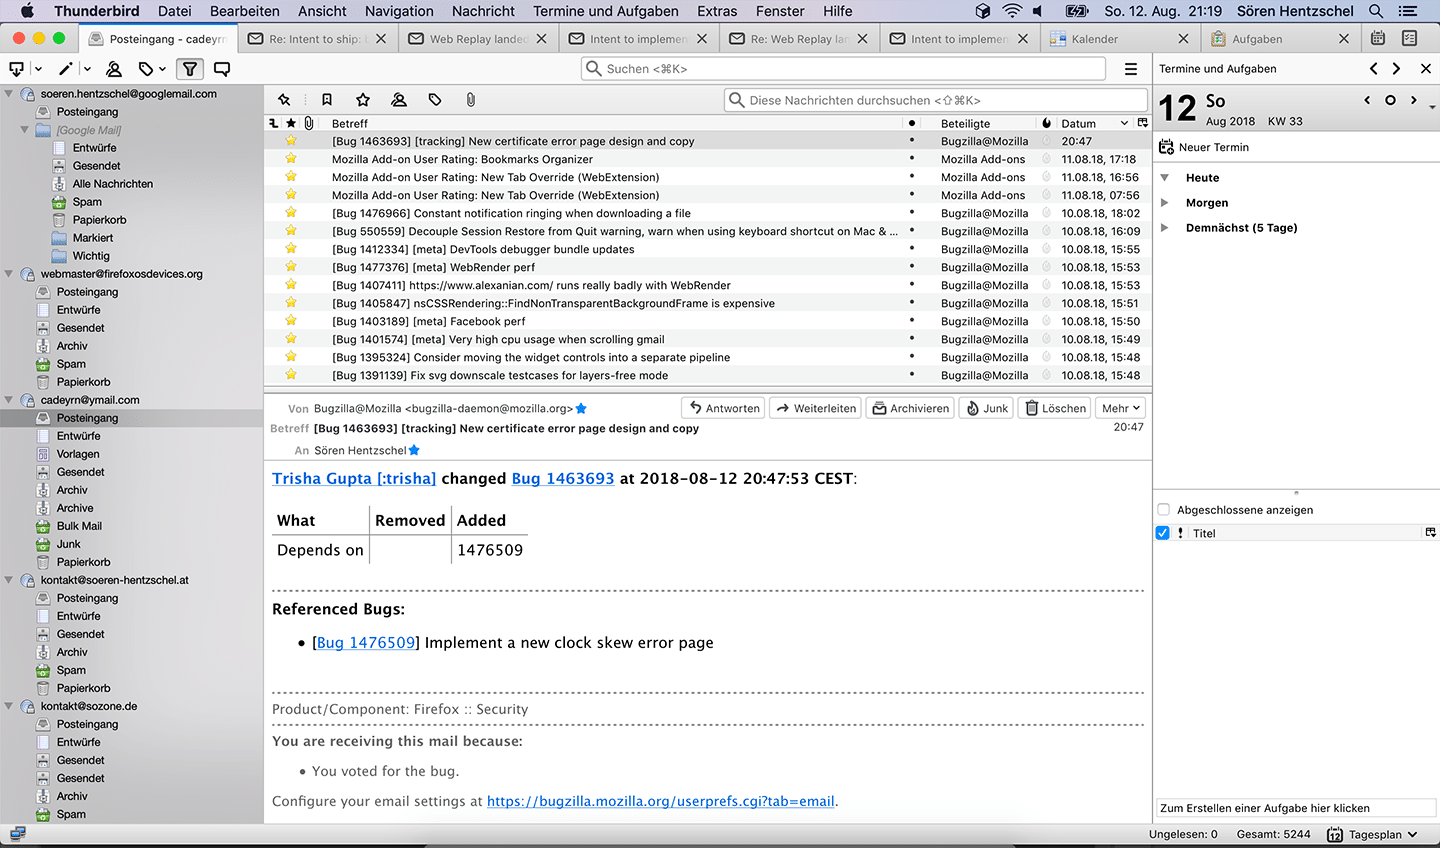 Thunderbird Datei Bearbeiten Ansicht Navigation Nachricht Termine und Aufgaben Extras Fenster Hilfe So. 12. Aug. 21:19 Sören Hentzschel
Posteingang - cadeyrn Re: Intent to ship: Web Replay landed Intent to implemen Re: Web Replay lan Intent to implemen Kalender Aufgaben
Suchen <⌘K>
Termine und Aufgaben
12 So
Aug 2018 KW 33
Neuer Termin
Heute
Morgen
Demnächst (5 Tage)
soeren.hentzschel@googlemail.com
Posteingang
[Google Mail]
Entwürfe
Gesendet
Alle Nachrichten
Spam
Papierkorb
Markiert
Wichtig
webmaster@firefoxosdevices.org
Posteingang
Entwürfe
Gesendet
Archiv
Spam
Papierkorb
cadeyrn@ymail.com
Posteingang
Entwürfe
Vorlagen
Gesendet
Archiv
Archive
Bulk Mail
Junk
Papierkorb
kontakt@soeren-hentzschel.at
Posteingang
Entwürfe
Gesendet
Archiv
Spam
Papierkorb
kontakt@sozone.de
Posteingang
Entwürfe
Gesendet
Gesendet
Archiv
Spam
Diese Nachrichten durchsuchen <⇧⌘K>
Betreff Beteiligte Datum
[Bug 1463693] [tracking] New certificate error page design and copy Bugzilla@Mozilla 20:47
Mozilla Add-on User Rating: Bookmarks Organizer Mozilla Add-ons 11.08.18, 17:18
Mozilla Add-on User Rating: New Tab Override (WebExtension) Mozilla Add-ons 11.08.18, 16:56
Mozilla Add-on User Rating: New Tab Override (WebExtension) Mozilla Add-ons 11.08.18, 07:56
[Bug 1476966] Constant notification ringing when downloading a file Bugzilla@Mozilla 10.08.18, 18:02
[Bug 550559] Decouple Session Restore from Quit warning, warn when using keyboard shortcut on Mac & ... Bugzilla@Mozilla 10.08.18, 16:09
[Bug 1412334] [meta] DevTools debugger bundle updates Bugzilla@Mozilla 10.08.18, 15:55
[Bug 1477376] [meta] WebRender perf Bugzilla@Mozilla 10.08.18, 15:53
[Bug 1407411] https://www.alexanian.com/ runs really badly with WebRender Bugzilla@Mozilla 10.08.18, 15:53
[Bug 1405847] nsCSSRendering::FindNonTransparentBackgroundFrame is expensive Bugzilla@Mozilla 10.08.18, 15:51
[Bug 1403189] [meta] Facebook perf Bugzilla@Mozilla 10.08.18, 15:50
[Bug 1401574] [meta] Very high cpu usage when scrolling gmail Bugzilla@Mozilla 10.08.18, 15:49
[Bug 1395324] Consider moving the widget controls into a separate pipeline Bugzilla@Mozilla 10.08.18, 15:48
[Bug 1391139] Fix svg downscale testcases for layers-free mode Bugzilla@Mozilla 10.08.18, 15:48
Von Bugzilla@Mozilla <bugzilla-daemon@mozilla.org> Antworten Weiterleiten Archivieren Junk Löschen Mehr
Betreff [Bug 1463693] [tracking] New certificate error page design and copy 20:47
An Sören Hentzschel
Trisha Gupta [:trisha] changed Bug 1463693 at 2018-08-12 20:47:53 CEST:
What Removed Added
Depends on 1476509
Referenced Bugs:
• [Bug 1476509] Implement a new clock skew error page
Product/Component: Firefox :: Security
You are receiving this mail because:
• You voted for the bug.
Configure your email settings at https://bugzilla.mozilla.org/userprefs.cgi?tab=email.
Abgeschlossene anzeigen
! Titel
Zum Erstellen einer Aufgabe hier klicken
Ungelesen: 0 Gesamt: 5244 12 Tagesplan